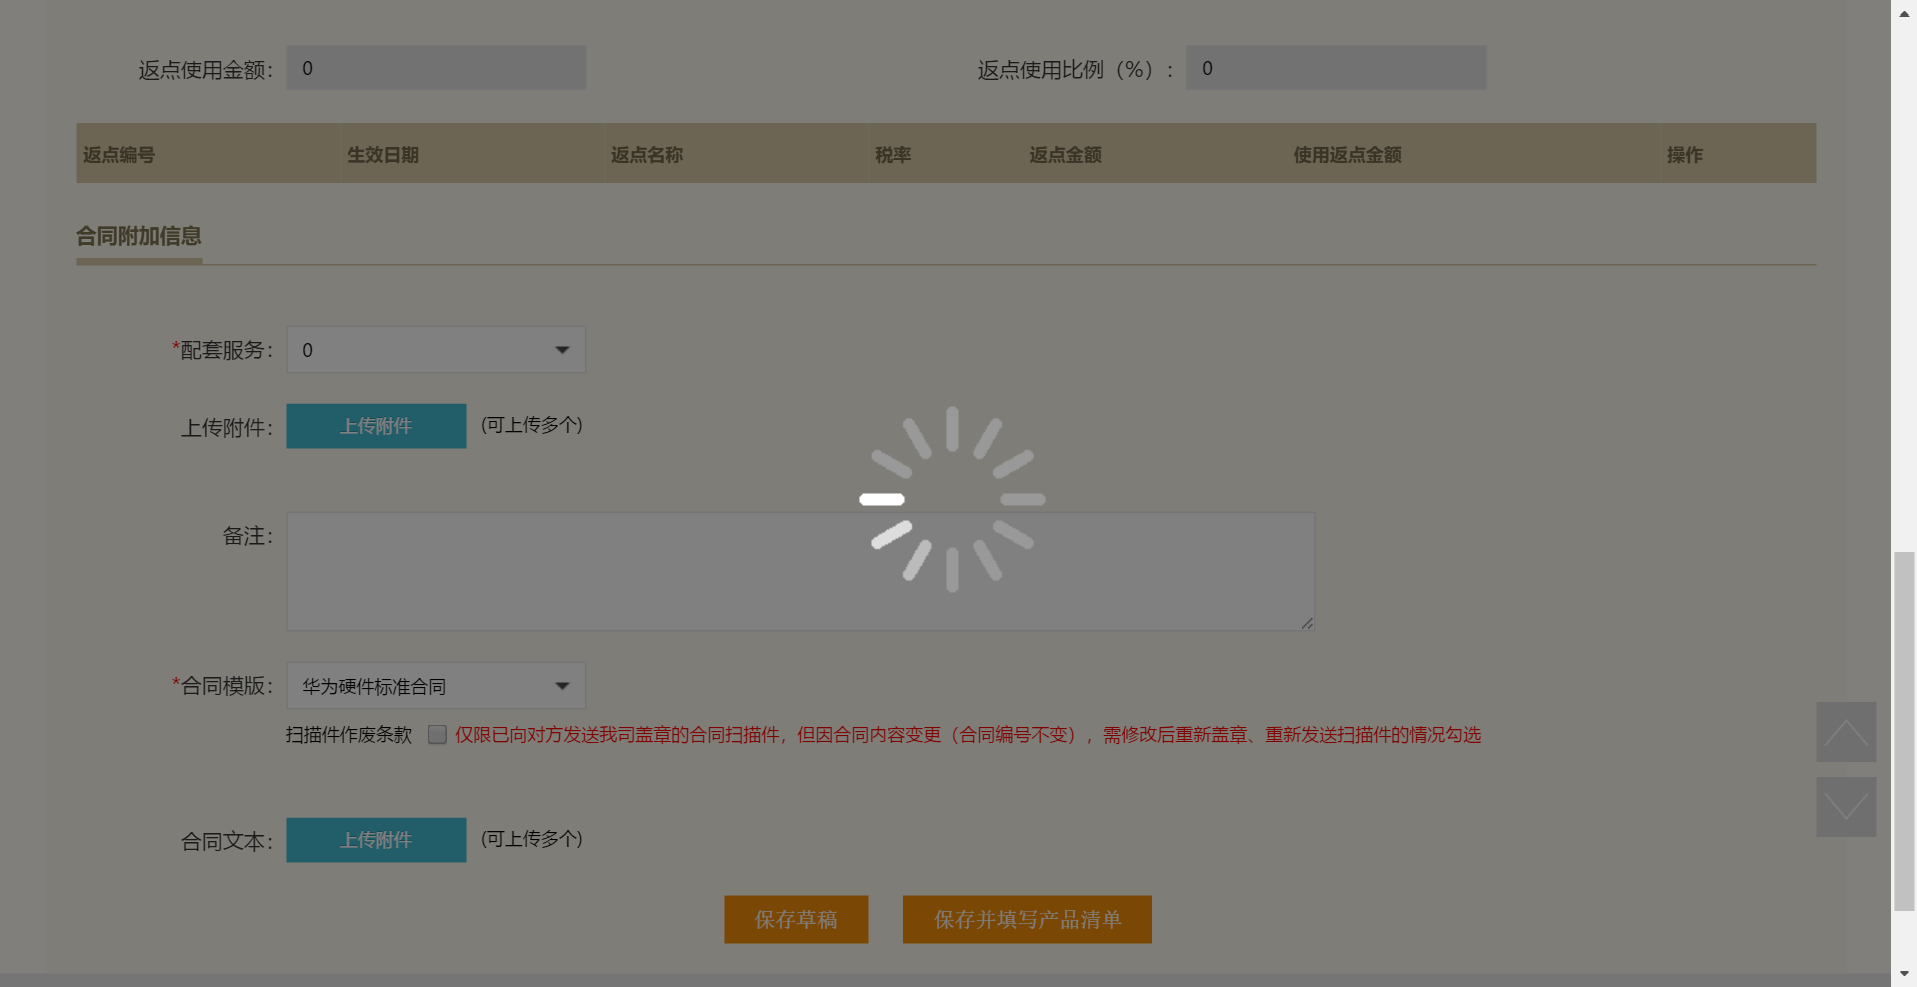 返点使用金额： 0 返点使用比例（%）： 0
返点编号 生效日期 返点名称 税率 返点金额 使用返点金额 操作
合同附加信息
*配套服务： 0
上传附件： 上传附件 (可上传多个)
备注：
*合同模版： 华为硬件标准合同
扫描件作废条款 仅限已向对方发送我司盖章的合同扫描件，但因合同内容变更（合同编号不变），需修改后重新盖章、重新发送扫描件的情况勾选
合同文本： 上传附件 (可上传多个)
保存草稿 保存并填写产品清单